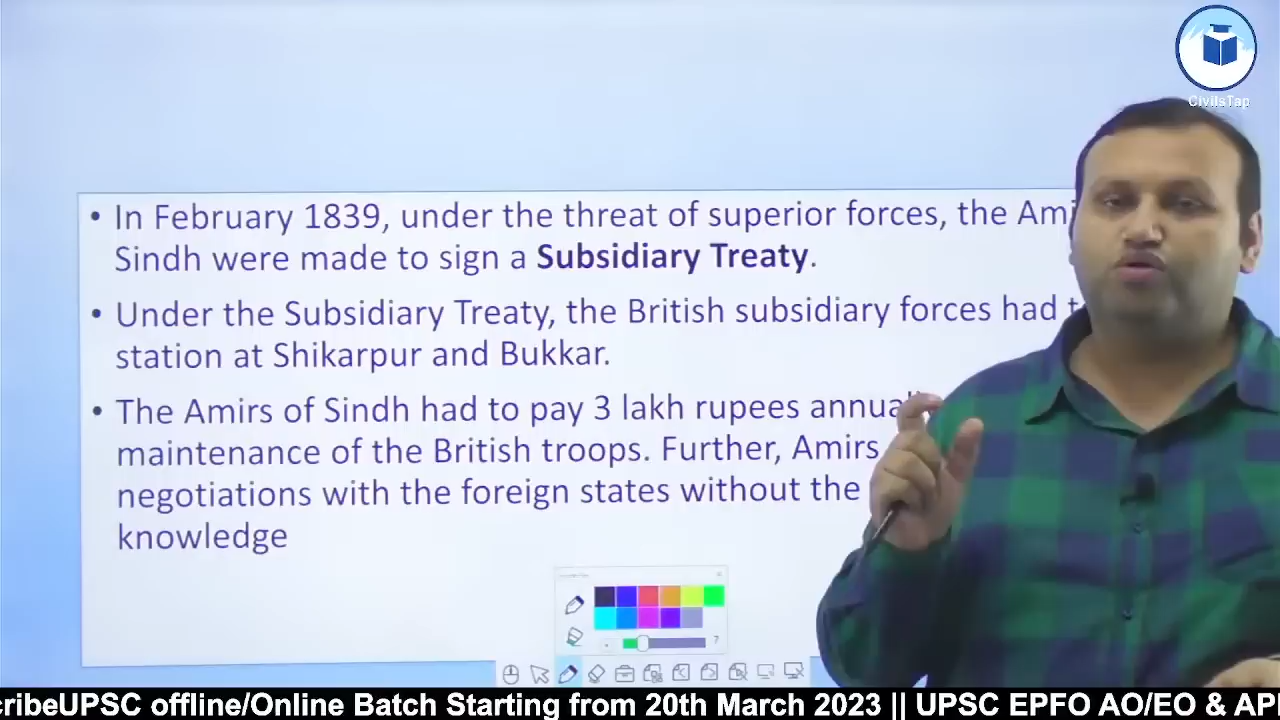 CivilsTap
• In February 1839, under the threat of superior forces, the Ami
Sindh were made to sign a Subsidiary Treaty.
• Under the Subsidiary Treaty, the British subsidiary forces had t
station at Shikarpur and Bukkar.
• The Amirs of Sindh had to pay 3 lakh rupees annual
maintenance of the British troops. Further, Amirs
negotiations with the foreign states without the
knowledge
7
cribeUPSC offline/Online Batch Starting from 20th March 2023 || UPSC EPFO AO/EO & AP